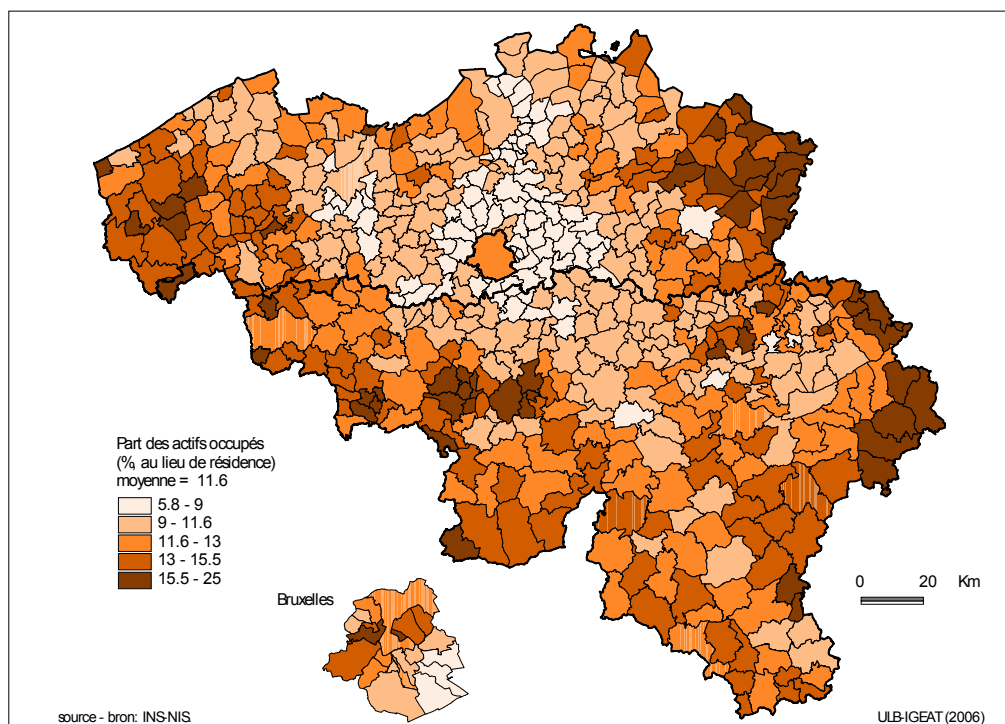 Part des actifs occupés
(%, au lieu de résidence)
moyenne = 11.6
5.8 - 9
9 - 11.6
11.6 - 13
13 - 15.5
15.5 - 25
Bruxelles
0 20 Km
source - bron: INS-NIS.
ULB-IGEAT (2006)